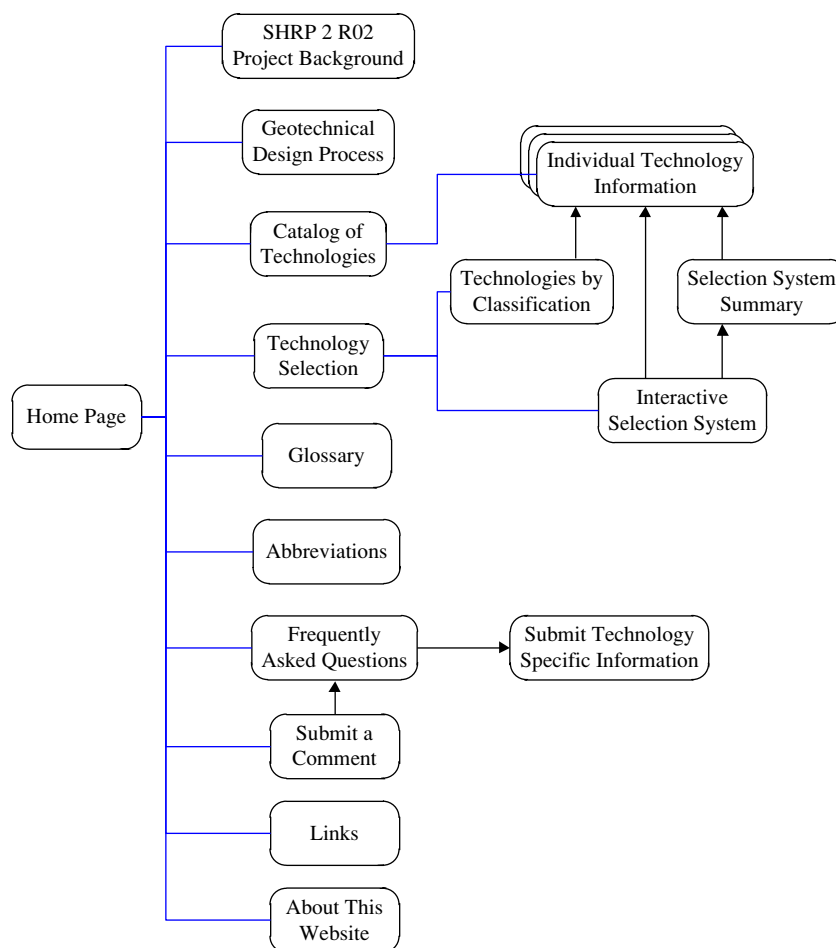 SHRP 2 R02
Project Background
Geotechnical
Design Process
Individual Technology
Information
Catalog of
Technologies
Technologies by
Classification
Selection System
Summary
Technology
Selection
Interactive
Selection System
Home Page
Glossary
Abbreviations
Frequently
Asked Questions
Submit Technology
Specific Information
Submit a
Comment
Links
About This
Website